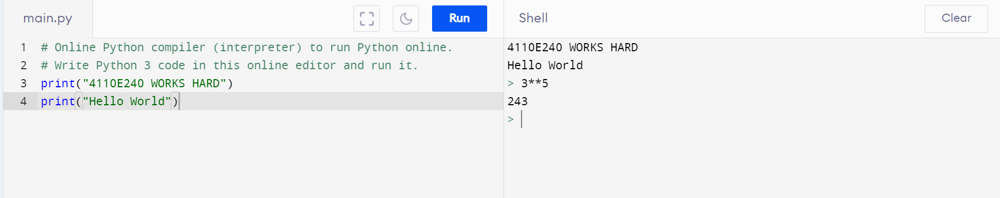 main.py
Run
Shell
Clear
1 # Online Python compiler (interpreter) to run Python online.
2 # Write Python 3 code in this online editor and run it.
3 print("4110E240 WORKS HARD")
4 print("Hello World")
4110E240 WORKS HARD
Hello World
> 3**5
243
>